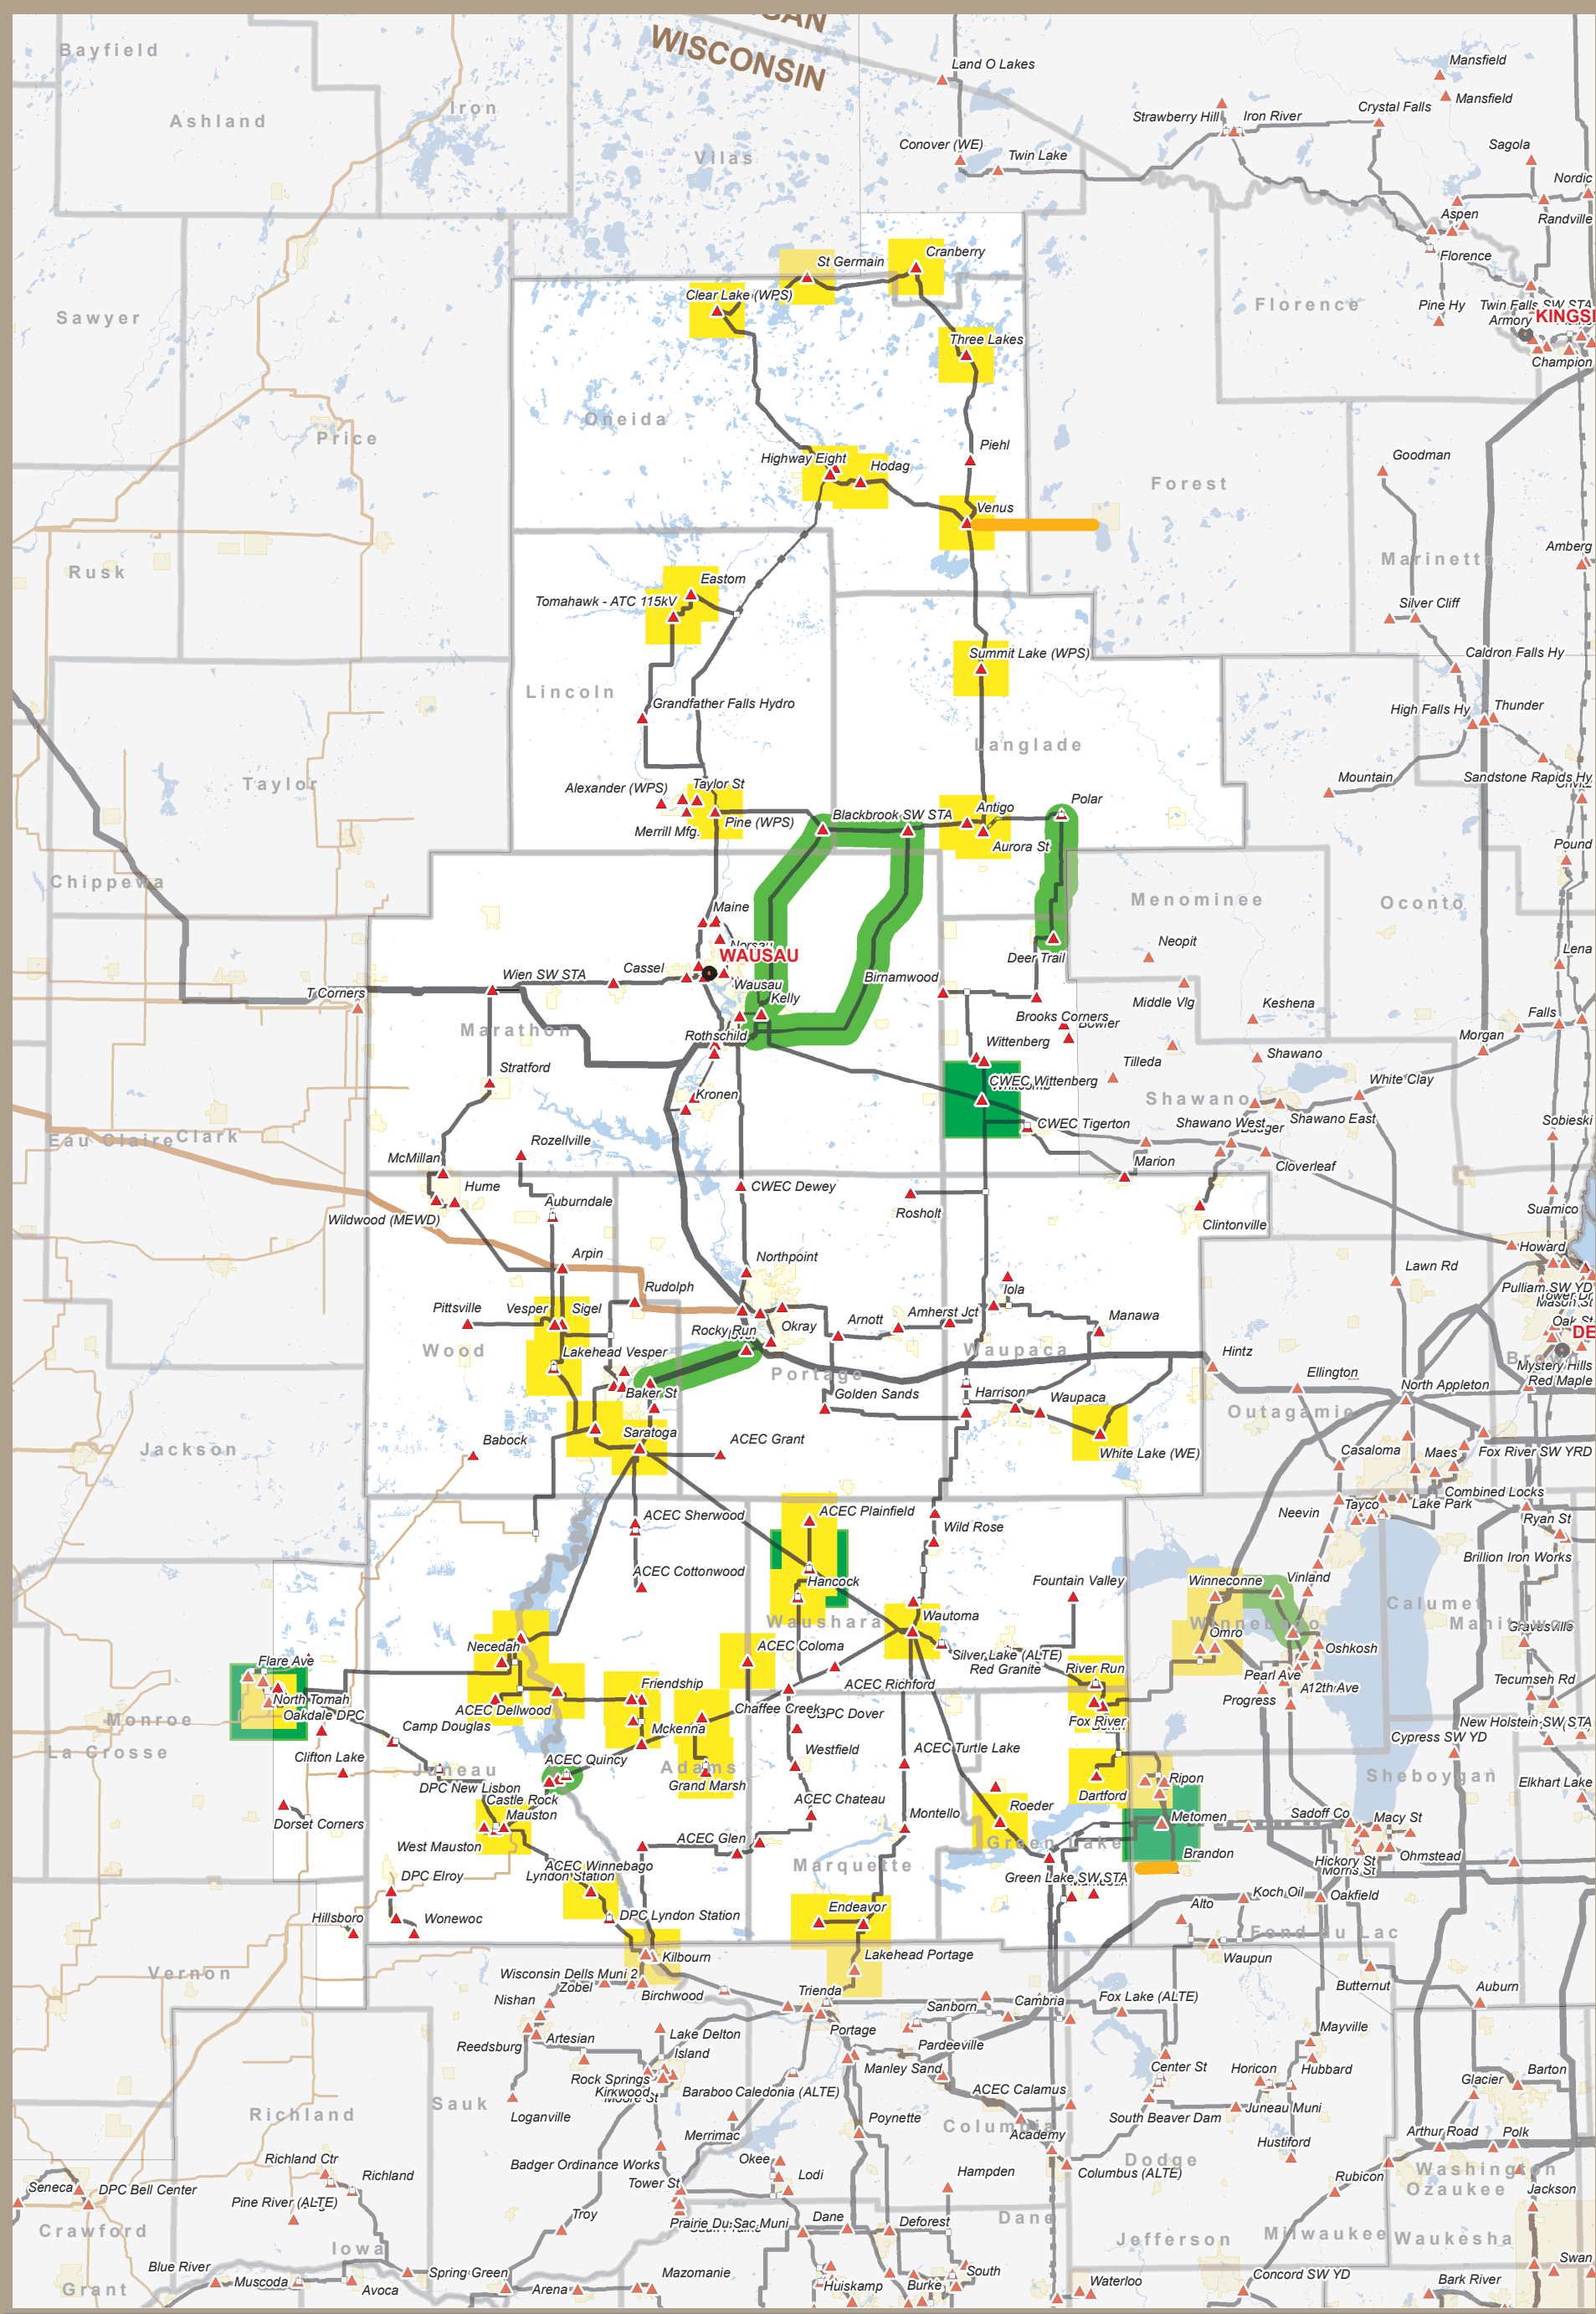 WISCONSIN
Bayfield
Land O Lakes
Mansfield
Ashland
Iron
Mansfield
Crystal Falls
Strawberry Hill
Iron River
Vilas
Conover (WE)
Twin Lake
Sagola
Nordic
Aspen
Randville
St Germain
Cranberry
Florence
Clear Lake (WPS)
Sawyer
Florence
Pine Hy
Twin Falls SW STA
Armory
Three Lakes
Champion
Oneida
Price
Piehl
Highway Eight
Hodag
Goodman
Forest
Venus
Amberg
Marinette
Rusk
Eastom
Tomahawk - ATC 115kV
Silver Cliff
Summit Lake (WPS)
Caldron Falls Hy
Lincoln
Grandfather Falls Hydro
High Falls Hy
Thunder
Langlade
Taylor
Taylor St
Alexander (WPS)
Mountain
Sandstone Rapids Hy
Polar
Antigo
Blackbrook SW STA
Pine (WPS)
Merrill Mfg.
Aurora St
Pound
Chippewa
Maine
Menominee
Oconto
Neopit
Lena
WAUSAU
Deer Trail
Cassel
Wien SW STA
Birnamwood
Wausau
T Corners
Kelly
Middle Vlg
Keshena
Falls
Brooks Corners
Bowler
Marathon
Rothschild
Wittenberg
Morgan
Tilleda
Shawano
Stratford
CWEC Wittenberg
White Clay
Kronen
Shawano
Shawano East
Shawano West
Badger
CWEC Tigerton
Sobieski
Eau Claire
Clark
Rozellville
McMillan
Marion
Cloverleaf
Hume
CWEC Dewey
Auburndale
Rosholt
Suamico
Wildwood (MEWD)
Clintonville
Arpin
Northpoint
Howard
Lawn Rd
Rudolph
Iola
Pulliam SW YD
Pittsville
Vesper
Sigel
Arnott
Amherst Jct
Manawa
Okray
Rocky Run
Wood
Lakehead Vesper
Waupaca
Hintz
Mystery Hills
Portage
Ellington
Red Maple
Baker St
Golden Sands
Harrison
Waupaca
North Appleton
Outagamie
Saratoga
Babock
ACEC Grant
White Lake (WE)
Jackson
Casaloma
Maes
Fox River SW YRD
Combined Locks
Neevin
Tayco
Lake Park
ACEC Sherwood
ACEC Plainfield
Wild Rose
Ryan St
Brillion Iron Works
ACEC Cottonwood
Hancock
Fountain Valley
Winneconne
Vinland
Calumet
Wautoma
Waushara
Winnebago
Manitowoc
Omro
Oshkosh
Necedah
ACEC Coloma
Silver Lake (ALTE)
Red Granite
River Run
Flare Ave
Pearl Ave
Tecumseh Rd
ACEC Richford
Friendship
North Tomah
ACEC Dellwood
Progress
A12th Ave
Oakdale DPC
Chaffee Creek
Fox River
New Holstein SW (STA)
Monroe
Camp Douglas
Mckenna
Cypress SW YD
La Crosse
Clifton Lake
Westfield
ACEC Turtle Lake
ACEC Quincy
Juneau
Adams
Grand Marsh
Sheboygan
DPC New Lisbon
Elkhart Lake
Castle Rock
Dartford
Ripon
Dorset Corners
Mauston
ACEC Chateau
Roeder
Metomen
Sadoff Co
Macy St
West Mauston
ACEC Glen
Montello
Green Lake
Brandon
Ohmstead
Hickory St
Marquette
ACEC Winnebago
Lyndon Station
Green Lake SW STA
DPC Elroy
Koch Oil
Oakfield
Hillsboro
Wonewoc
DPC Lyndon Station
Endeavor
Alto
Fond du Lac
Lakehead Portage
Waupun
Kilbourn
Vernon
Wisconsin Dells Muni 2
Zobel
Birchwood
Trienda
Butternut
Auburn
Nishan
Sanborn
Cambria
Fox Lake (ALTE)
Artesian
Lake Delton
Portage
Mayville
Reedsburg
Island
Pardeeville
Rock Springs
Kirkwood
Manley Sand
Center St
Horicon
Hubbard
Barton
Moore St
Baraboo
Caledonia (ALTE)
ACEC Calamus
Glacier
Loganville
Sauk
Richland
Poynette
Columbia
South Beaver Dam
Juneau Muni
Merrimac
Academy
Arthur Road
Polk
Hustiford
Richland Ctr
Badger Ordinance Works
Okee
Dodge
Richland
Tower St
Lodi
Hampden
Columbus (ALTE)
Rubicon
Washington
Seneca
DPC Bell Center
Ozaukee
Jackson
Pine River (ALTE)
Troy
Prairie Du Sac Muni
Dane
Deforest
Dane
Crawford
Jefferson
Milwaukee
Waukesha
Iowa
Blue River
Muscoda
Spring Green
Mazomanie
South
Swan
Grant
Avoca
Arena
Huiskamp
Burke
Waterloo
Concord SW YD
Bark River